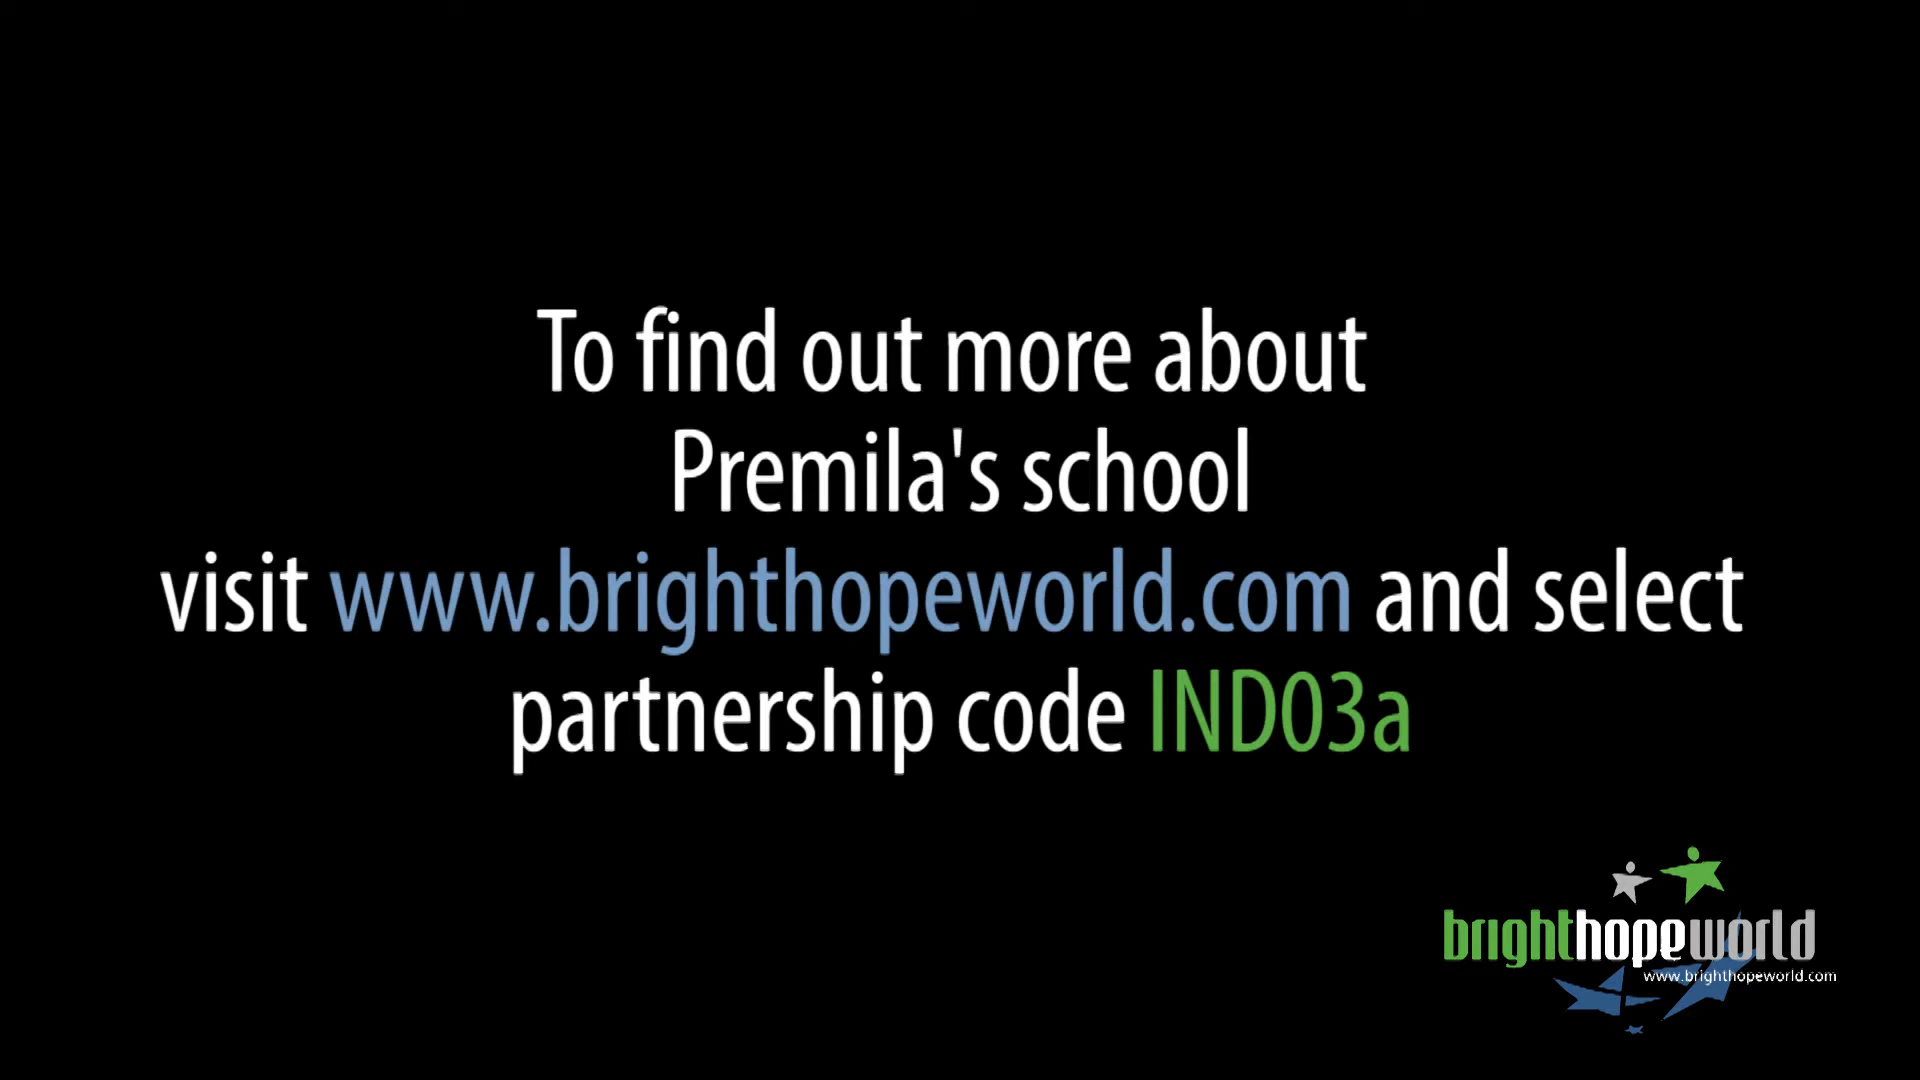 To find out more about
Premila's school
visit www.brighthopeworld.com and select
partnership code IND03a
brighthopeworld
www.brighthopeworld.com